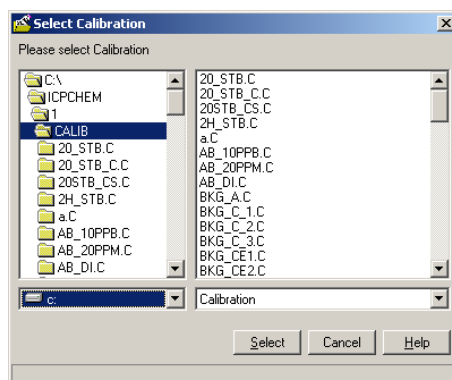 Select Calibration
Please select Calibration
C:\
ICPCHEM
1
CALIB
20_STB.C
20_STB_C.C
20STB_CS.C
2H_STB.C
a.C
AB_10PPB.C
AB_20PPM.C
AB_DI.C
20_STB.C
20_STB_C.C
20STB_CS.C
2H_STB.C
a.C
AB_10PPB.C
AB_20PPM.C
AB_DI.C
BKG_A.C
BKG_C_1.C
BKG_C_2.C
BKG_C_3.C
BKG_CE1.C
BKG_CE2.C
c:
Calibration
Select Cancel Help